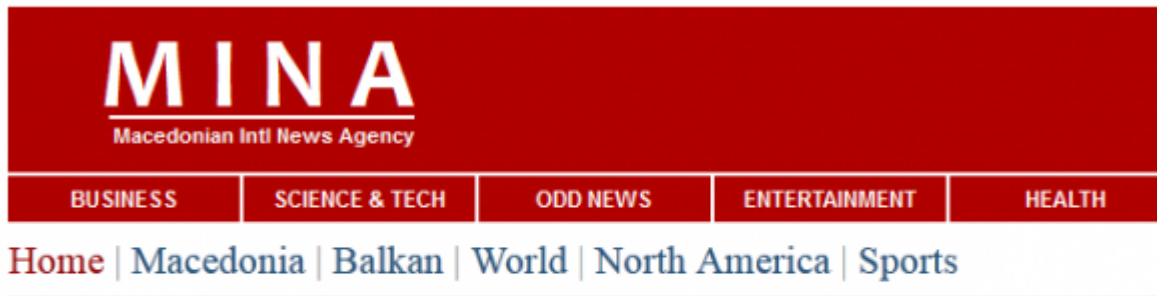 MINA
Macedonian Intl News Agency
BUSINESS SCIENCE & TECH ODD NEWS ENTERTAINMENT HEALTH
Home | Macedonia | Balkan | World | North America | Sports